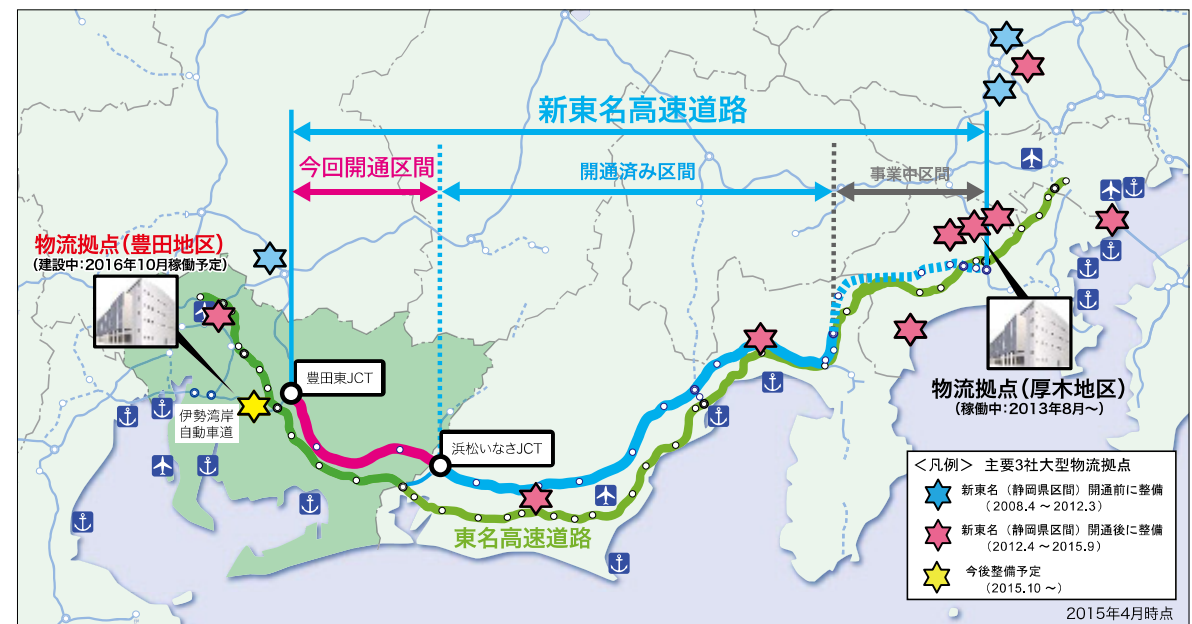 新東名高速道路
今回開通区間
開通済み区間
事業中区間
物流拠点(豊田地区)
(建設中:2016年10月稼働予定)
豊田東JCT
伊勢湾岸
自動車道
浜松いなさJCT
東名高速道路
物流拠点(厚木地区)
(稼働中:2013年8月~)
<凡例> 主要3社大型物流拠点
新東名(静岡県区間)開通前に整備
(2008.4~2012.3)
新東名(静岡県区間)開通後に整備
(2012.4~2015.9)
今後整備予定
(2015.10~)
2015年4月時点